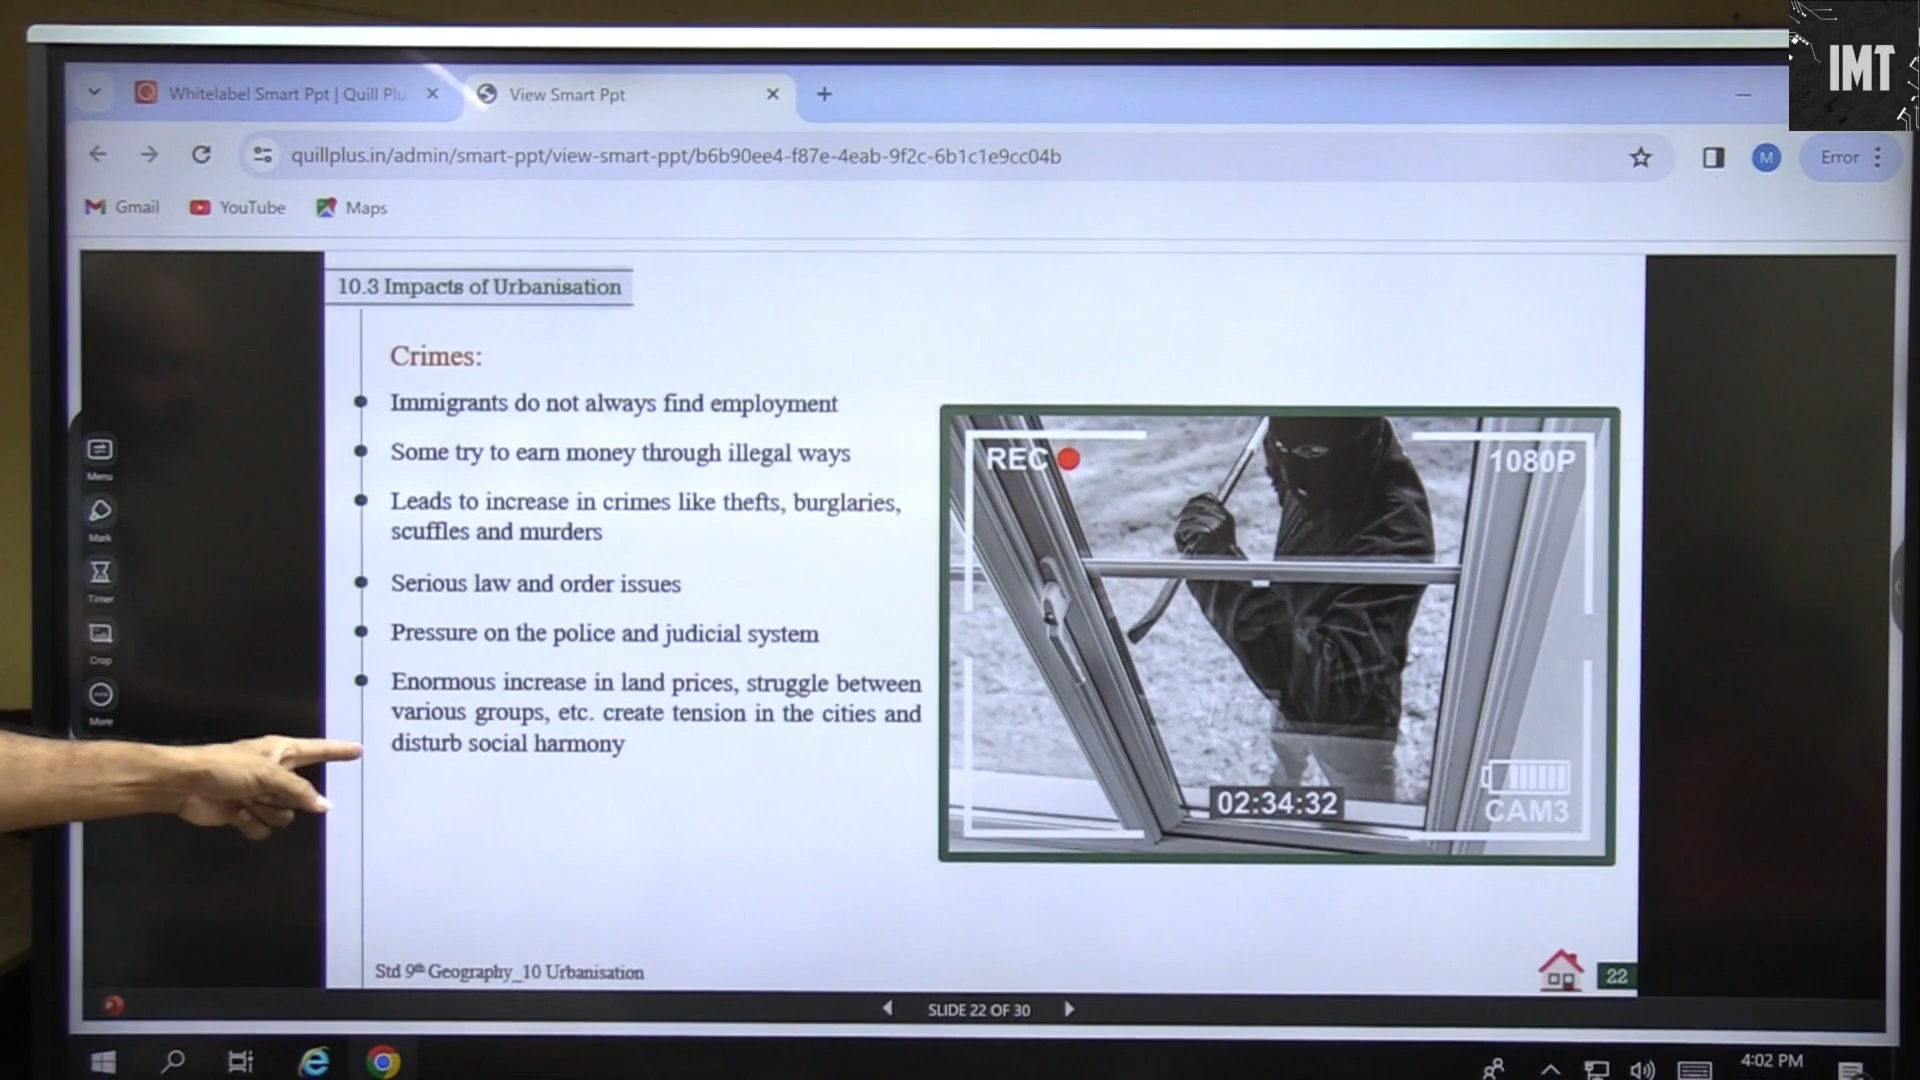 IMT
Whitelabel Smart Ppt | Quill Plu
View Smart Ppt
quillplus.in/admin/smart-ppt/view-smart-ppt/b6b90ee4-f87e-4eab-9f2c-6b1c1e9cc04b
M
Error
Gmail
YouTube
Maps
10.3 Impacts of Urbanisation
Crimes:
Immigrants do not always find employment
Some try to earn money through illegal ways
Leads to increase in crimes like thefts, burglaries,
scuffles and murders
Serious law and order issues
Pressure on the police and judicial system
Enormous increase in land prices, struggle between
various groups, etc. create tension in the cities and
disturb social harmony
REC
1080P
02:34:32
CAM3
Menu
Mark
Timer
Crop
More
Std 9th Geography_10 Urbanisation
22
SLIDE 22 OF 30
4:02 PM